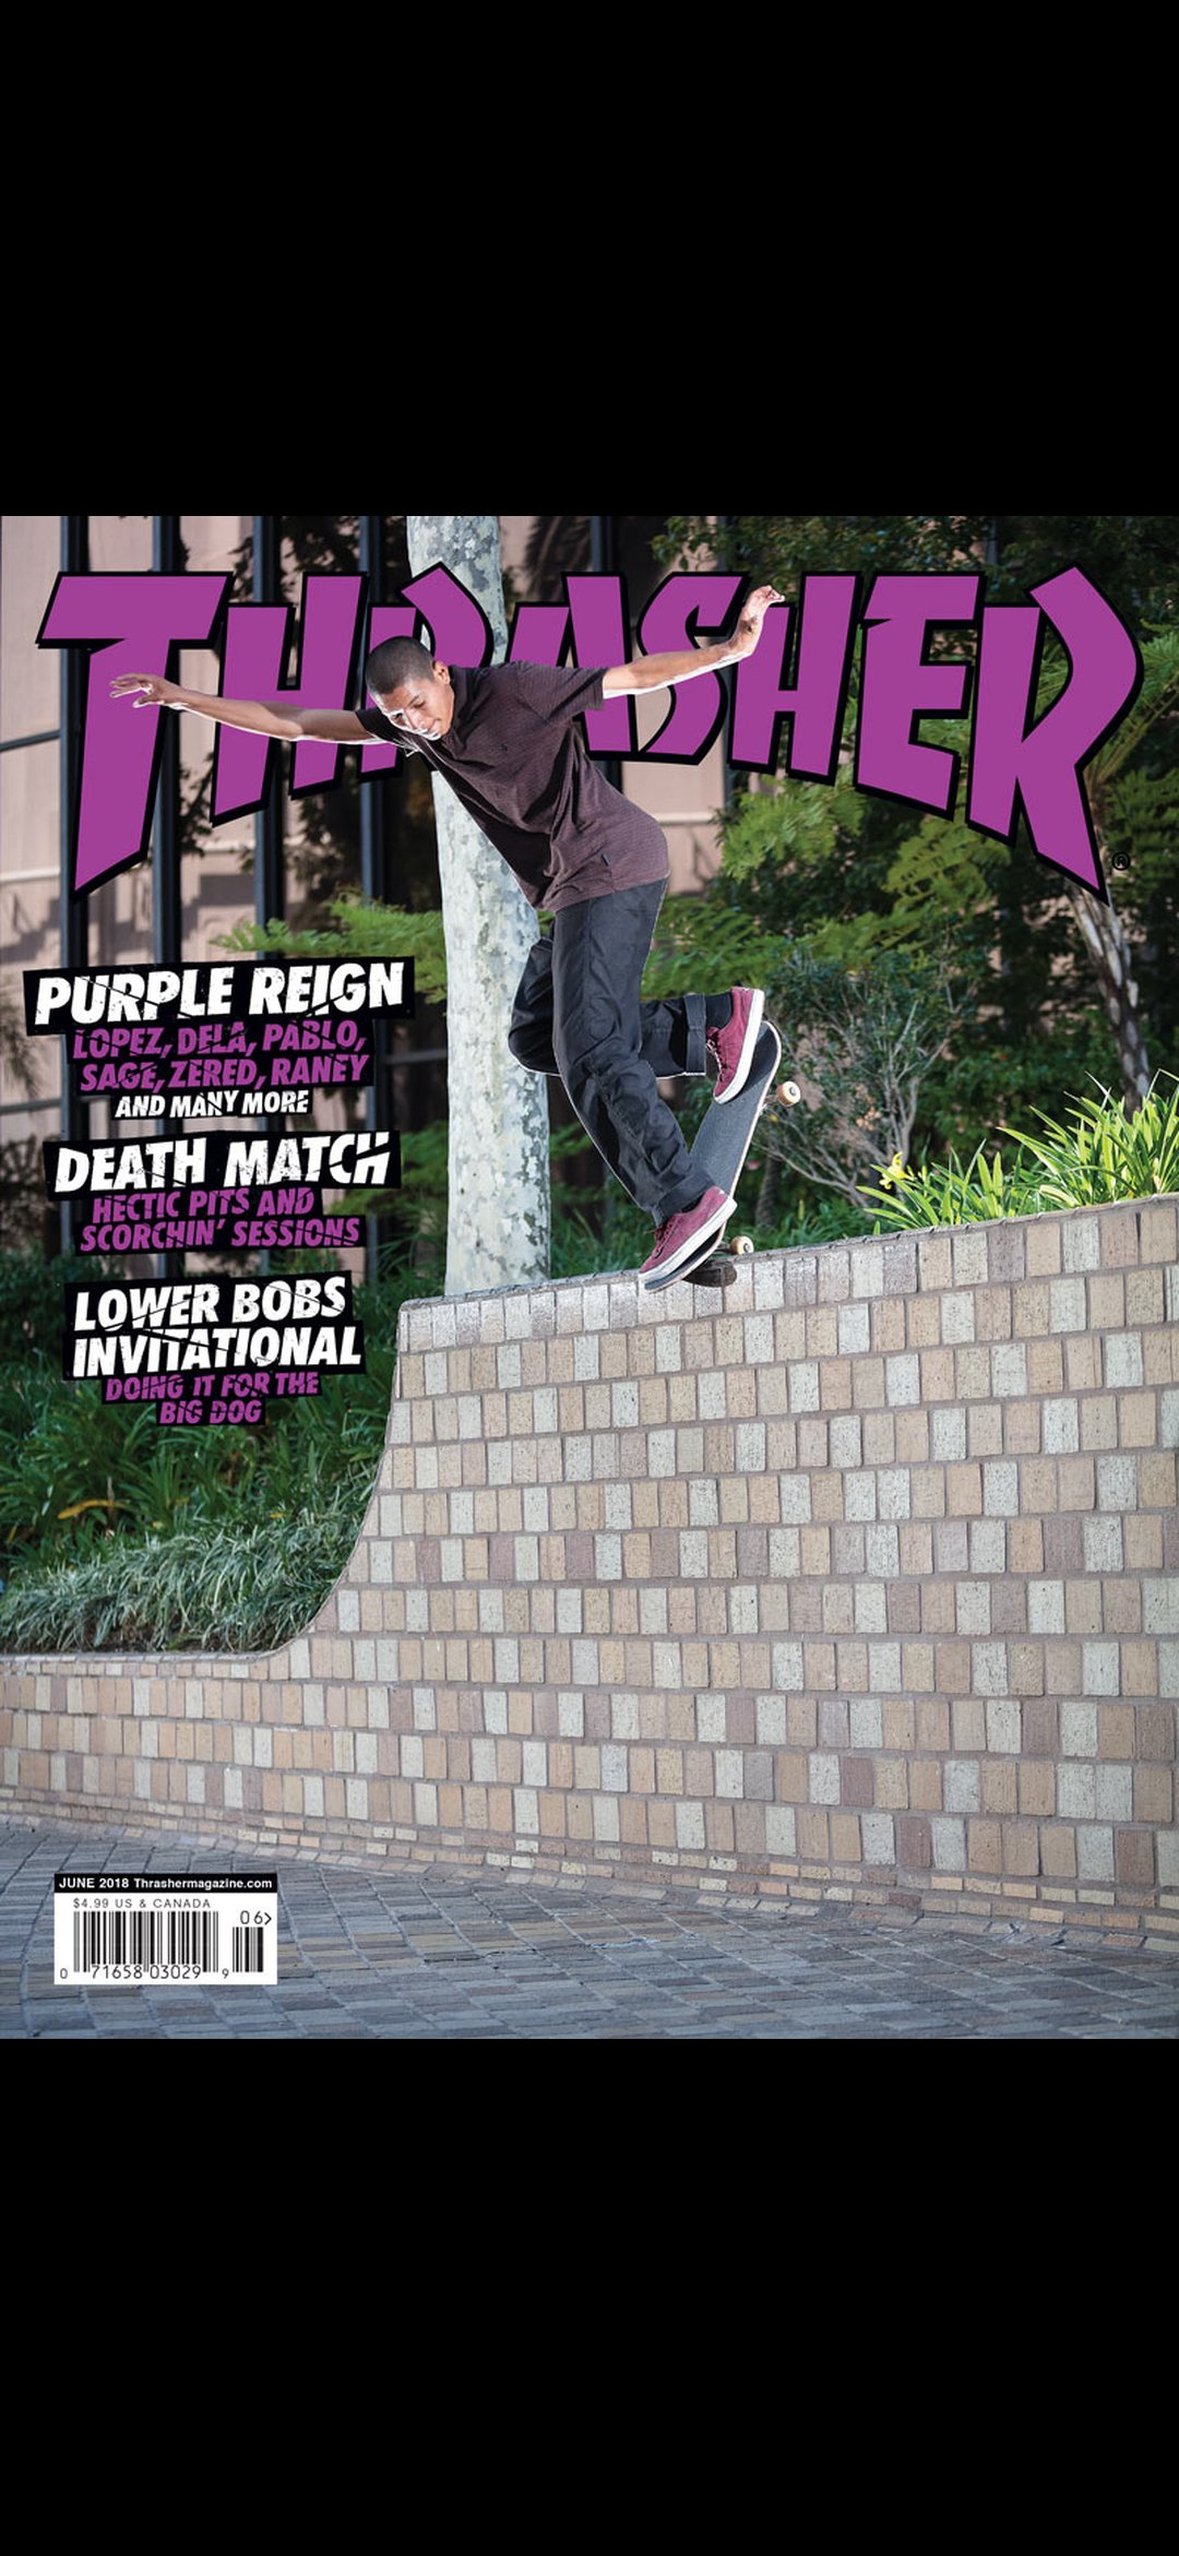 THRASHER
®
PURPLE REIGN
LOPEZ, DELA, PABLO,
SAGE, ZERED, RANEY
AND MANY MORE
DEATH MATCH
HECTIC PITS AND
SCORCHIN' SESSIONS
LOWER BOBS
INVITATIONAL
DOING IT FOR THE
BIG DOG
JUNE 2018 Thrashermagazine.com
$4.99 US & CANADA
06>
0 71658 03029 9